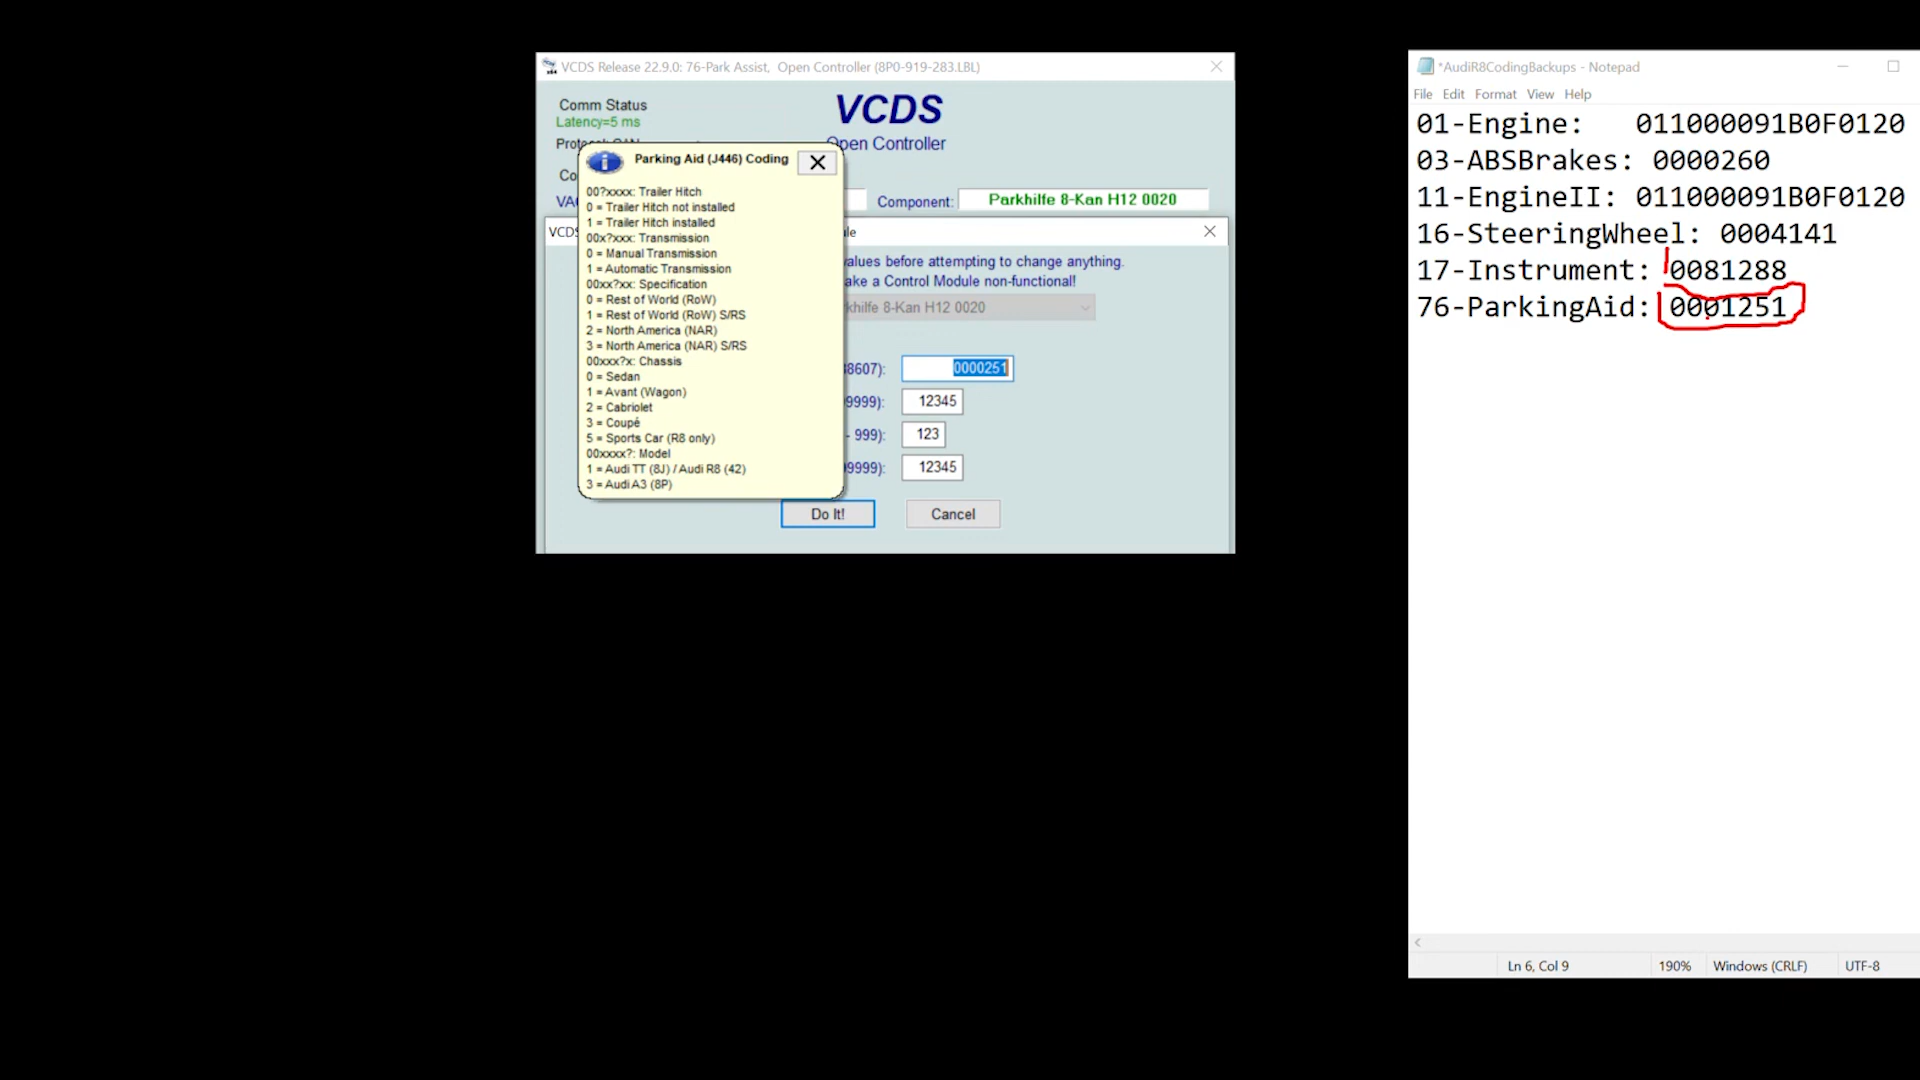 VCDS Release 22.9.0: 76-Park Assist, Open Controller (8P0-919-283.LBL)
Comm Status
Latency=5 ms
VCDS
Open Controller
Parking Aid (J446) Coding
00?xxxx: Trailer Hitch
0 = Trailer Hitch not installed
1 = Trailer Hitch installed
00x?xxx: Transmission
0 = Manual Transmission
1 = Automatic Transmission
00xx?xx: Specification
0 = Rest of World (RoW)
1 = Rest of World (RoW) S/RS
2 = North America (NAR)
3 = North America (NAR) S/RS
00xxx?x: Chassis
0 = Sedan
1 = Avant (Wagon)
2 = Cabriolet
3 = Coupé
5 = Sports Car (R8 only)
00xxxx?: Model
1 = Audi TT (8J) / Audi R8 (42)
3 = Audi A3 (8P)
Component: Parkhilfe 8-Kan H12 0020
VCDS
values before attempting to change anything.
ake a Control Module non-functional!
khilfe 8-Kan H12 0020
8607): 0000251
9999): 12345
- 999): 123
9999): 12345
Do It! Cancel
*AudiR8CodingBackups - Notepad
File Edit Format View Help
01-Engine: 011000091B0F0120
03-ABSBrakes: 0000260
11-EngineII: 011000091B0F0120
16-SteeringWheel: 0004141
17-Instrument: 0081288
76-ParkingAid: 0001251
Ln 6, Col 9 190% Windows (CRLF) UTF-8